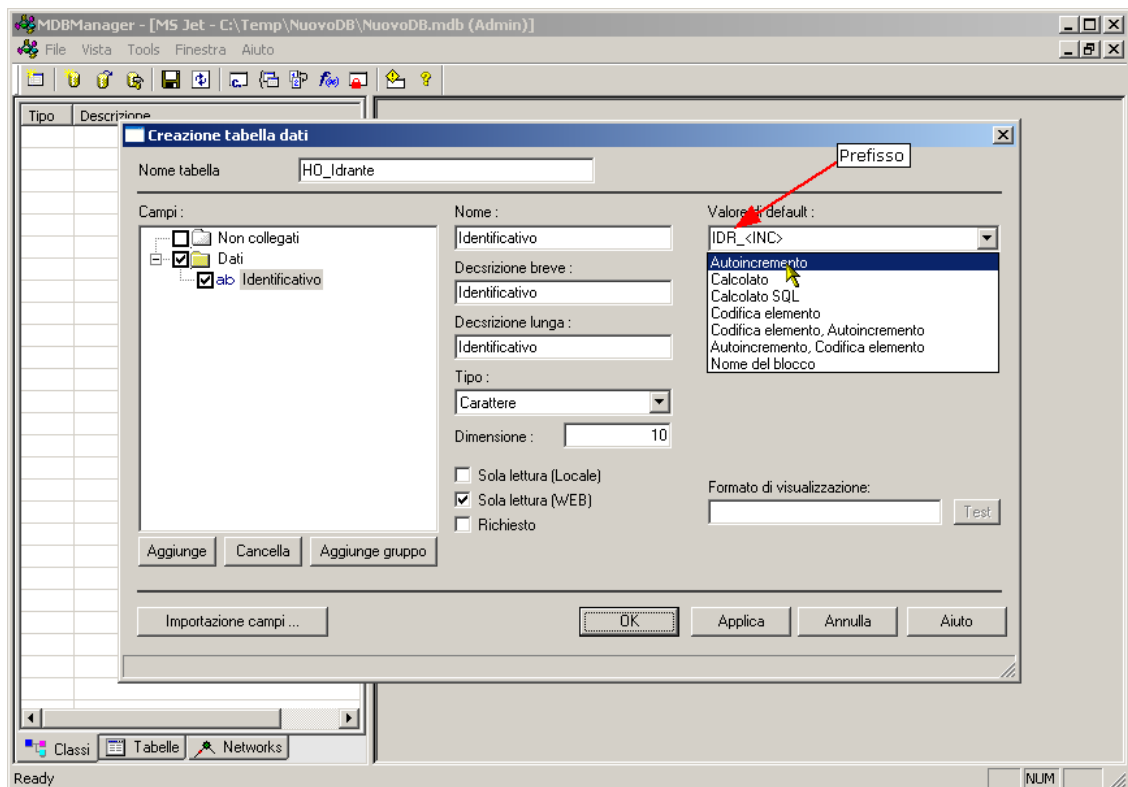 MDBManager - [MS Jet - C:\Temp\NuovoDB\NuovoDB.mdb (Admin)]
File Vista Tools Finestra Aiuto
Tipo Descrizione
Creazione tabella dati
Prefisso
Nome tabella HO_Idrante
Campi :
Non collegati
Dati
ab Identificativo
Nome :
Identificativo
Decsrizione breve :
Identificativo
Decsrizione lunga :
Identificativo
Tipo :
Carattere
Dimensione : 10
Sola lettura (Locale)
Sola lettura (WEB)
Richiesto
Valore di default :
IDR_<INC>
Autoincremento
Calcolato
Calcolato SQL
Codifica elemento
Codifica elemento, Autoincremento
Autoincremento, Codifica elemento
Nome del blocco
Formato di visualizzazione:
Test
Aggiunge Cancella Aggiunge gruppo
Importazione campi ... OK Applica Annulla Aiuto
Classi Tabelle Networks
Ready NUM